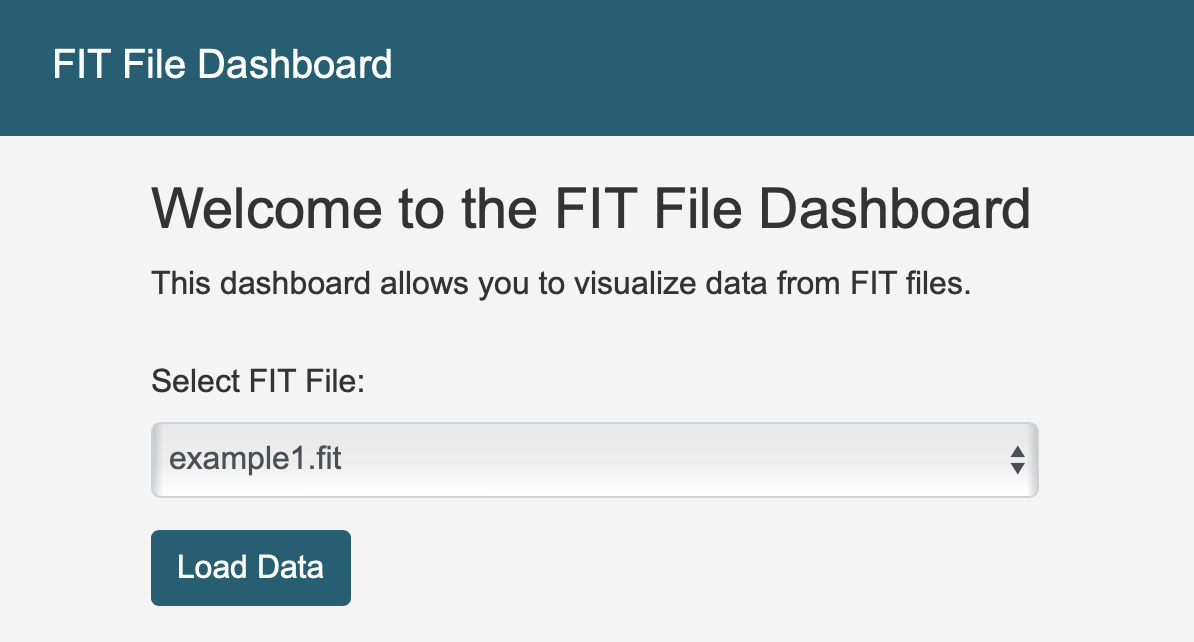 FIT File Dashboard
Welcome to the FIT File Dashboard
This dashboard allows you to visualize data from FIT files.
Select FIT File:
example1.fit
Load Data